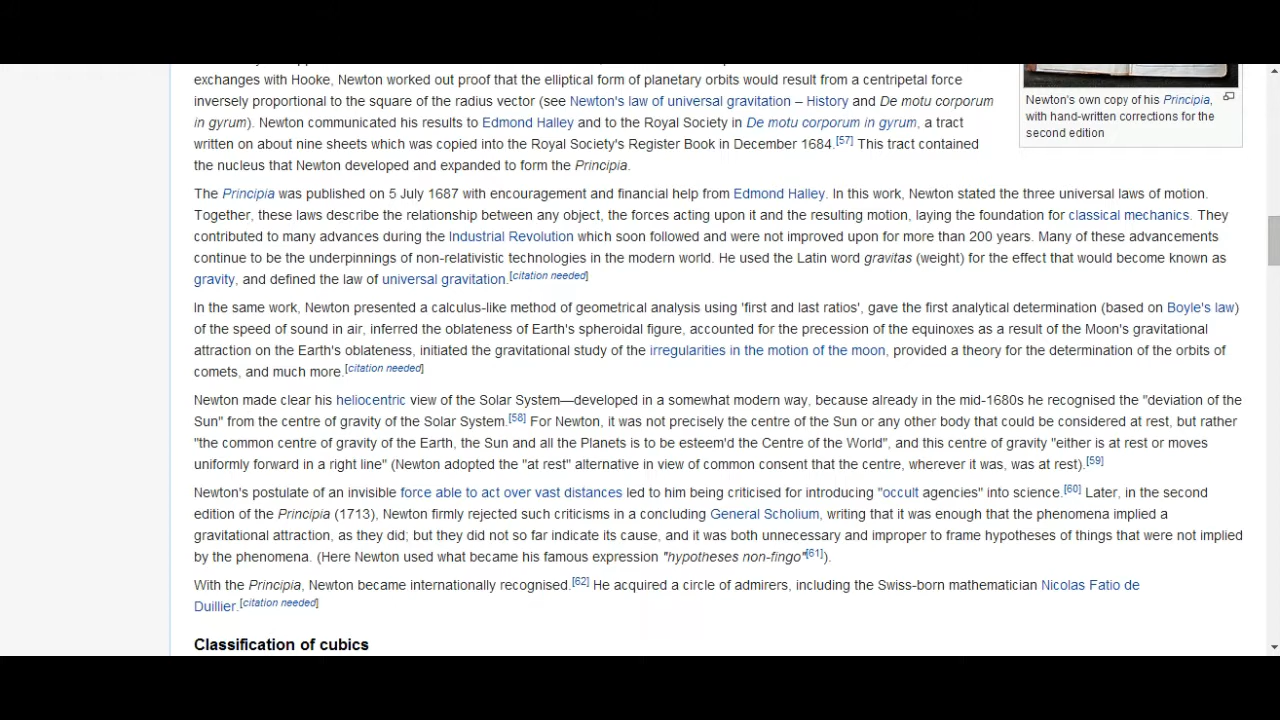 exchanges with Hooke, Newton worked out proof that the elliptical form of planetary orbits would result from a centripetal force
inversely proportional to the square of the radius vector (see Newton's law of universal gravitation – History and De motu corporum
in gyrum). Newton communicated his results to Edmond Halley and to the Royal Society in De motu corporum in gyrum, a tract
written on about nine sheets which was copied into the Royal Society's Register Book in December 1684.[57] This tract contained
the nucleus that Newton developed and expanded to form the Principia.
Newton's own copy of his Principia,
with hand-written corrections for the
second edition
The Principia was published on 5 July 1687 with encouragement and financial help from Edmond Halley. In this work, Newton stated the three universal laws of motion.
Together, these laws describe the relationship between any object, the forces acting upon it and the resulting motion, laying the foundation for classical mechanics. They
contributed to many advances during the Industrial Revolution which soon followed and were not improved upon for more than 200 years. Many of these advancements
continue to be the underpinnings of non-relativistic technologies in the modern world. He used the Latin word gravitas (weight) for the effect that would become known as
gravity, and defined the law of universal gravitation.[citation needed]
In the same work, Newton presented a calculus-like method of geometrical analysis using 'first and last ratios', gave the first analytical determination (based on Boyle's law)
of the speed of sound in air, inferred the oblateness of Earth's spheroidal figure, accounted for the precession of the equinoxes as a result of the Moon's gravitational
attraction on the Earth's oblateness, initiated the gravitational study of the irregularities in the motion of the moon, provided a theory for the determination of the orbits of
comets, and much more.[citation needed]
Newton made clear his heliocentric view of the Solar System—developed in a somewhat modern way, because already in the mid-1680s he recognised the "deviation of the
Sun" from the centre of gravity of the Solar System.[58] For Newton, it was not precisely the centre of the Sun or any other body that could be considered at rest, but rather
"the common centre of gravity of the Earth, the Sun and all the Planets is to be esteem'd the Centre of the World", and this centre of gravity "either is at rest or moves
uniformly forward in a right line" (Newton adopted the "at rest" alternative in view of common consent that the centre, wherever it was, was at rest).[59]
Newton's postulate of an invisible force able to act over vast distances led to him being criticised for introducing "occult agencies" into science.[60] Later, in the second
edition of the Principia (1713), Newton firmly rejected such criticisms in a concluding General Scholium, writing that it was enough that the phenomena implied a
gravitational attraction, as they did; but they did not so far indicate its cause, and it was both unnecessary and improper to frame hypotheses of things that were not implied
by the phenomena. (Here Newton used what became his famous expression "hypotheses non-fingo"[61]).
With the Principia, Newton became internationally recognised.[62] He acquired a circle of admirers, including the Swiss-born mathematician Nicolas Fatio de
Duillier.[citation needed]
Classification of cubics